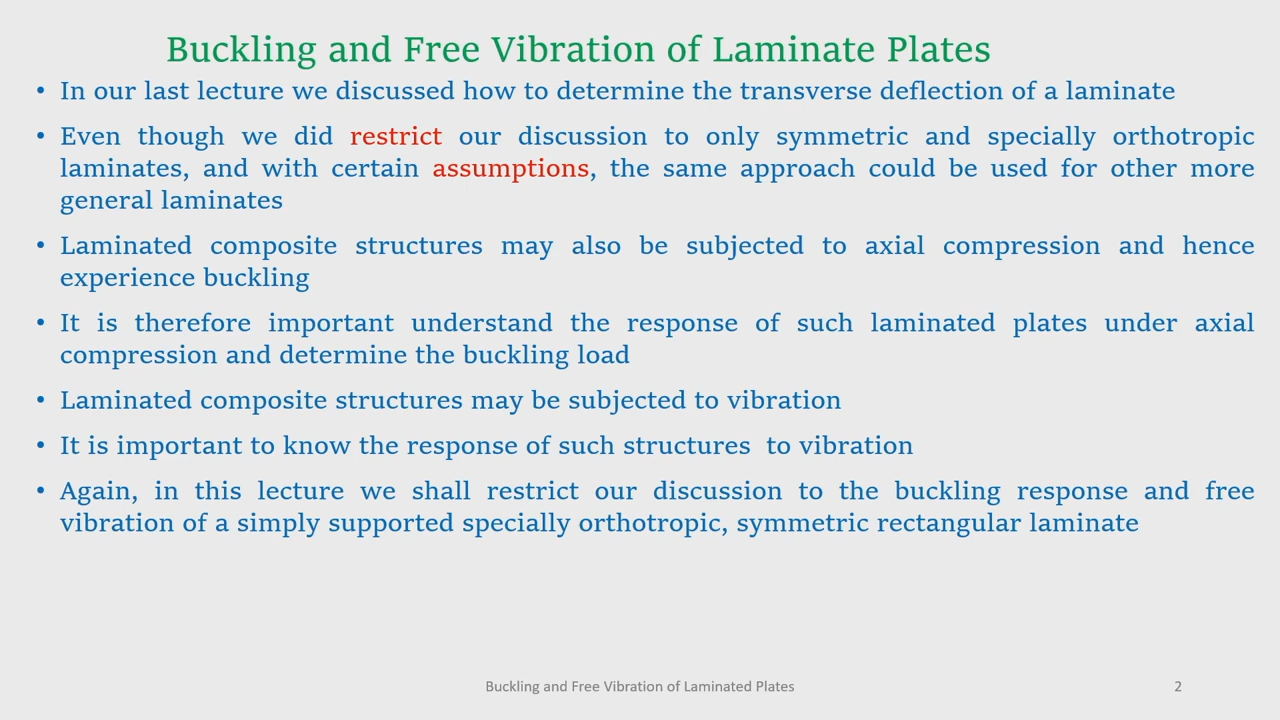 Buckling and Free Vibration of Laminate Plates
• In our last lecture we discussed how to determine the transverse deflection of a laminate
• Even though we did restrict our discussion to only symmetric and specially orthotropic
laminates, and with certain assumptions, the same approach could be used for other more
general laminates
• Laminated composite structures may also be subjected to axial compression and hence
experience buckling
• It is therefore important understand the response of such laminated plates under axial
compression and determine the buckling load
• Laminated composite structures may be subjected to vibration
• It is important to know the response of such structures  to vibration
• Again, in this lecture we shall restrict our discussion to the buckling response and free
vibration of a simply supported specially orthotropic, symmetric rectangular laminate
Buckling and Free Vibration of Laminated Plates
2